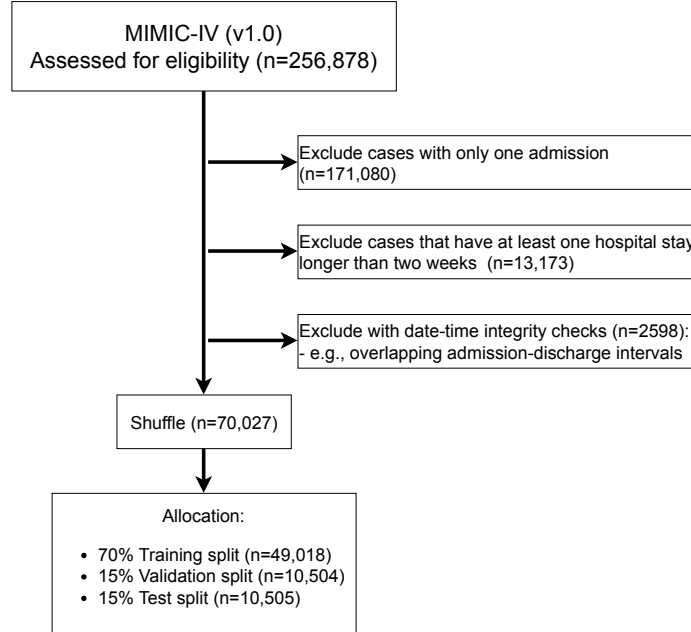 MIMIC-IV (v1.0)
Assessed for eligibility (n=256,878)
Exclude cases with only one admission
(n=171,080)
Exclude cases that have at least one hospital stay
longer than two weeks (n=13,173)
Exclude with date-time integrity checks (n=2598):
- e.g., overlapping admission-discharge intervals
Shuffle (n=70,027)
Allocation:
• 70% Training split (n=49,018)
• 15% Validation split (n=10,504)
• 15% Test split (n=10,505)